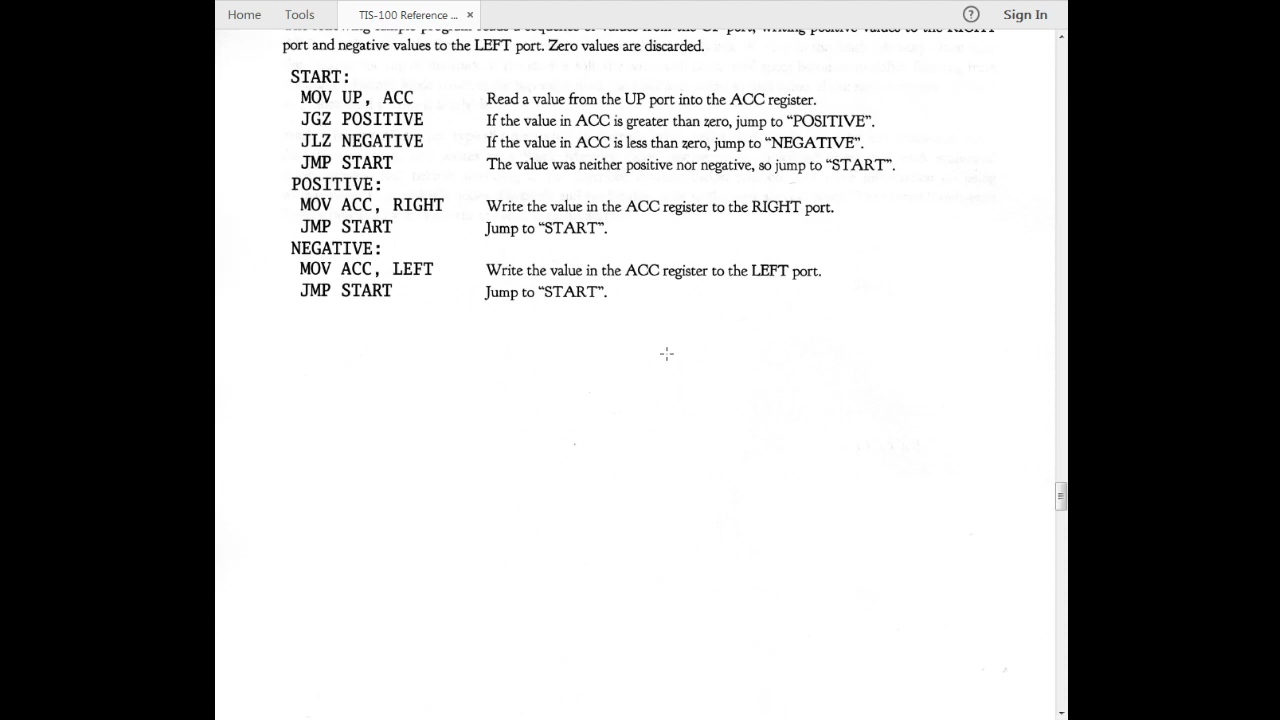 Home Tools TIS-100 Reference ... × ? Sign In
port and negative values to the LEFT port. Zero values are discarded.
START:
MOV UP, ACC Read a value from the UP port into the ACC register.
JGZ POSITIVE If the value in ACC is greater than zero, jump to “POSITIVE”.
JLZ NEGATIVE If the value in ACC is less than zero, jump to “NEGATIVE”.
JMP START The value was neither positive nor negative, so jump to “START”.
POSITIVE:
MOV ACC, RIGHT Write the value in the ACC register to the RIGHT port.
JMP START Jump to “START”.
NEGATIVE:
MOV ACC, LEFT Write the value in the ACC register to the LEFT port.
JMP START Jump to “START”.